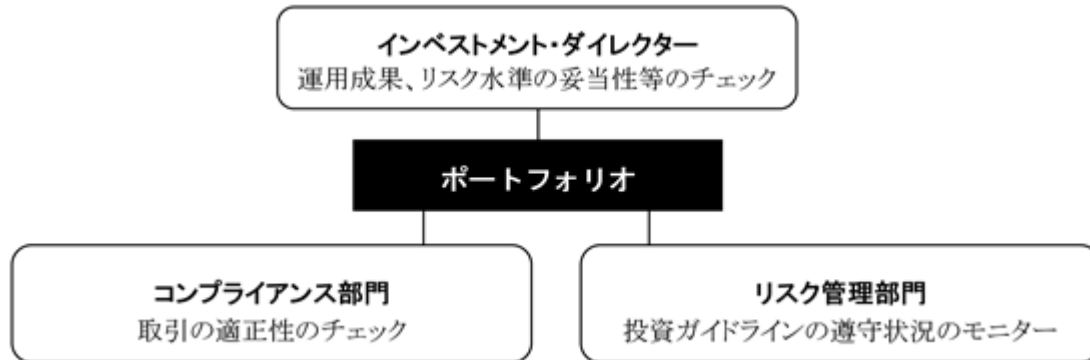 インベストメント・ダイレクター
運用成果、リスク水準の妥当性等のチェック
ポートフォリオ
コンプライアンス部門
取引の適正性のチェック
リスク管理部門
投資ガイドラインの遵守状況のモニター